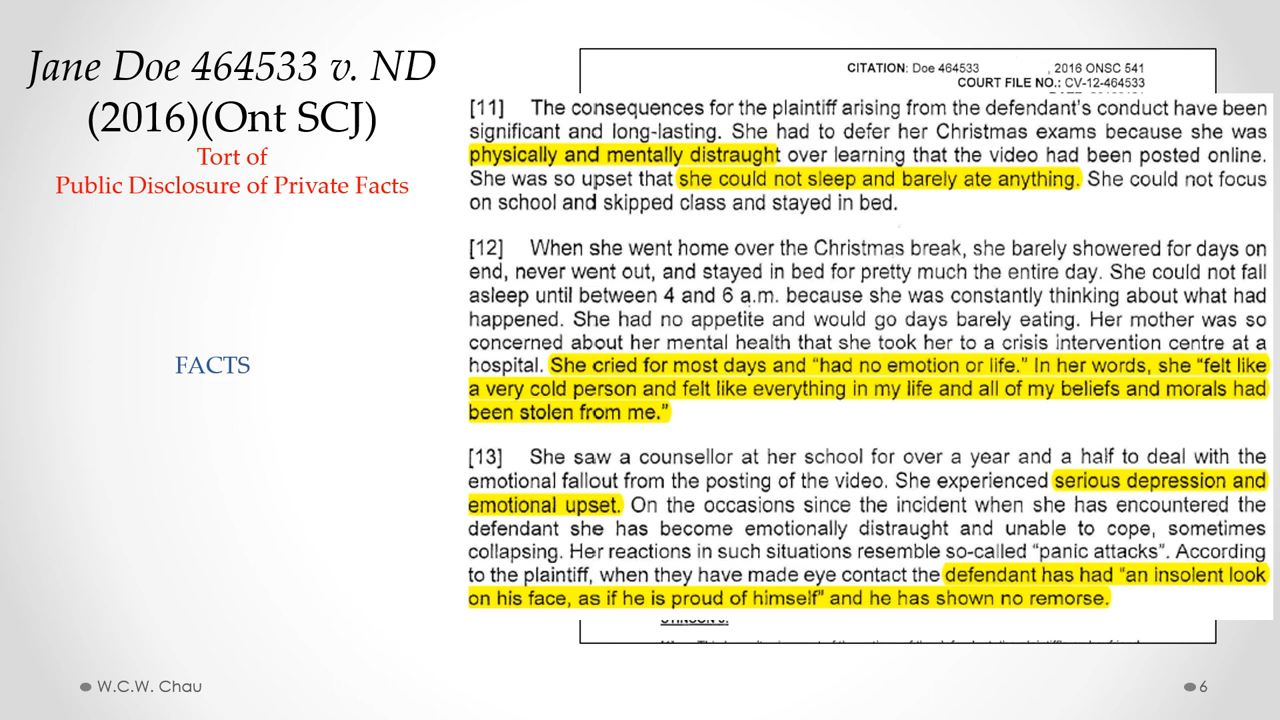 Jane Doe 464533 v. ND
(2016)(Ont SCJ)
Tort of
Public Disclosure of Private Facts
FACTS
CITATION: Doe 464533 , 2016 ONSC 541
COURT FILE NO.: CV-12-464533
[11] The consequences for the plaintiff arising from the defendant's conduct have been
significant and long-lasting. She had to defer her Christmas exams because she was
physically and mentally distraught over learning that the video had been posted online.
She was so upset that she could not sleep and barely ate anything. She could not focus
on school and skipped class and stayed in bed.
[12] When she went home over the Christmas break, she barely showered for days on
end, never went out, and stayed in bed for pretty much the entire day. She could not fall
asleep until between 4 and 6 a.m. because she was constantly thinking about what had
happened. She had no appetite and would go days barely eating. Her mother was so
concerned about her mental health that she took her to a crisis intervention centre at a
hospital. She cried for most days and "had no emotion or life." In her words, she "felt like
a very cold person and felt like everything in my life and all of my beliefs and morals had
been stolen from me."
[13] She saw a counsellor at her school for over a year and a half to deal with the
emotional fallout from the posting of the video. She experienced serious depression and
emotional upset. On the occasions since the incident when she has encountered the
defendant she has become emotionally distraught and unable to cope, sometimes
collapsing. Her reactions in such situations resemble so-called "panic attacks". According
to the plaintiff, when they have made eye contact the defendant has had "an insolent look
on his face, as if he is proud of himself" and he has shown no remorse.
W.C.W. Chau
6